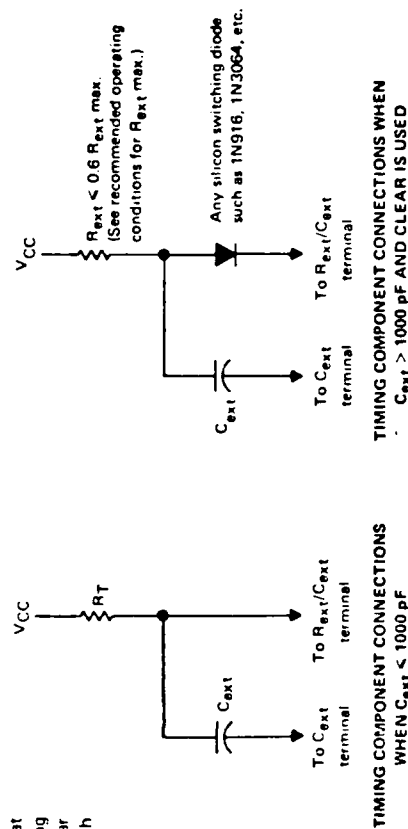 at
ng
ar
h
VCC
RT
Cext
To Cext
terminal
To Rext/Cext
terminal
TIMING COMPONENT CONNECTIONS
WHEN Cext < 1000 pF
VCC
Rext < 0.6 Rext max.
(See recommended operating
conditions for Rext max.)
Any silicon switching diode
such as 1N916, 1N3064, etc.
Cext
To Cext
terminal
To Rext/Cext
terminal
TIMING COMPONENT CONNECTIONS WHEN
Cext > 1000 pF AND CLEAR IS USED